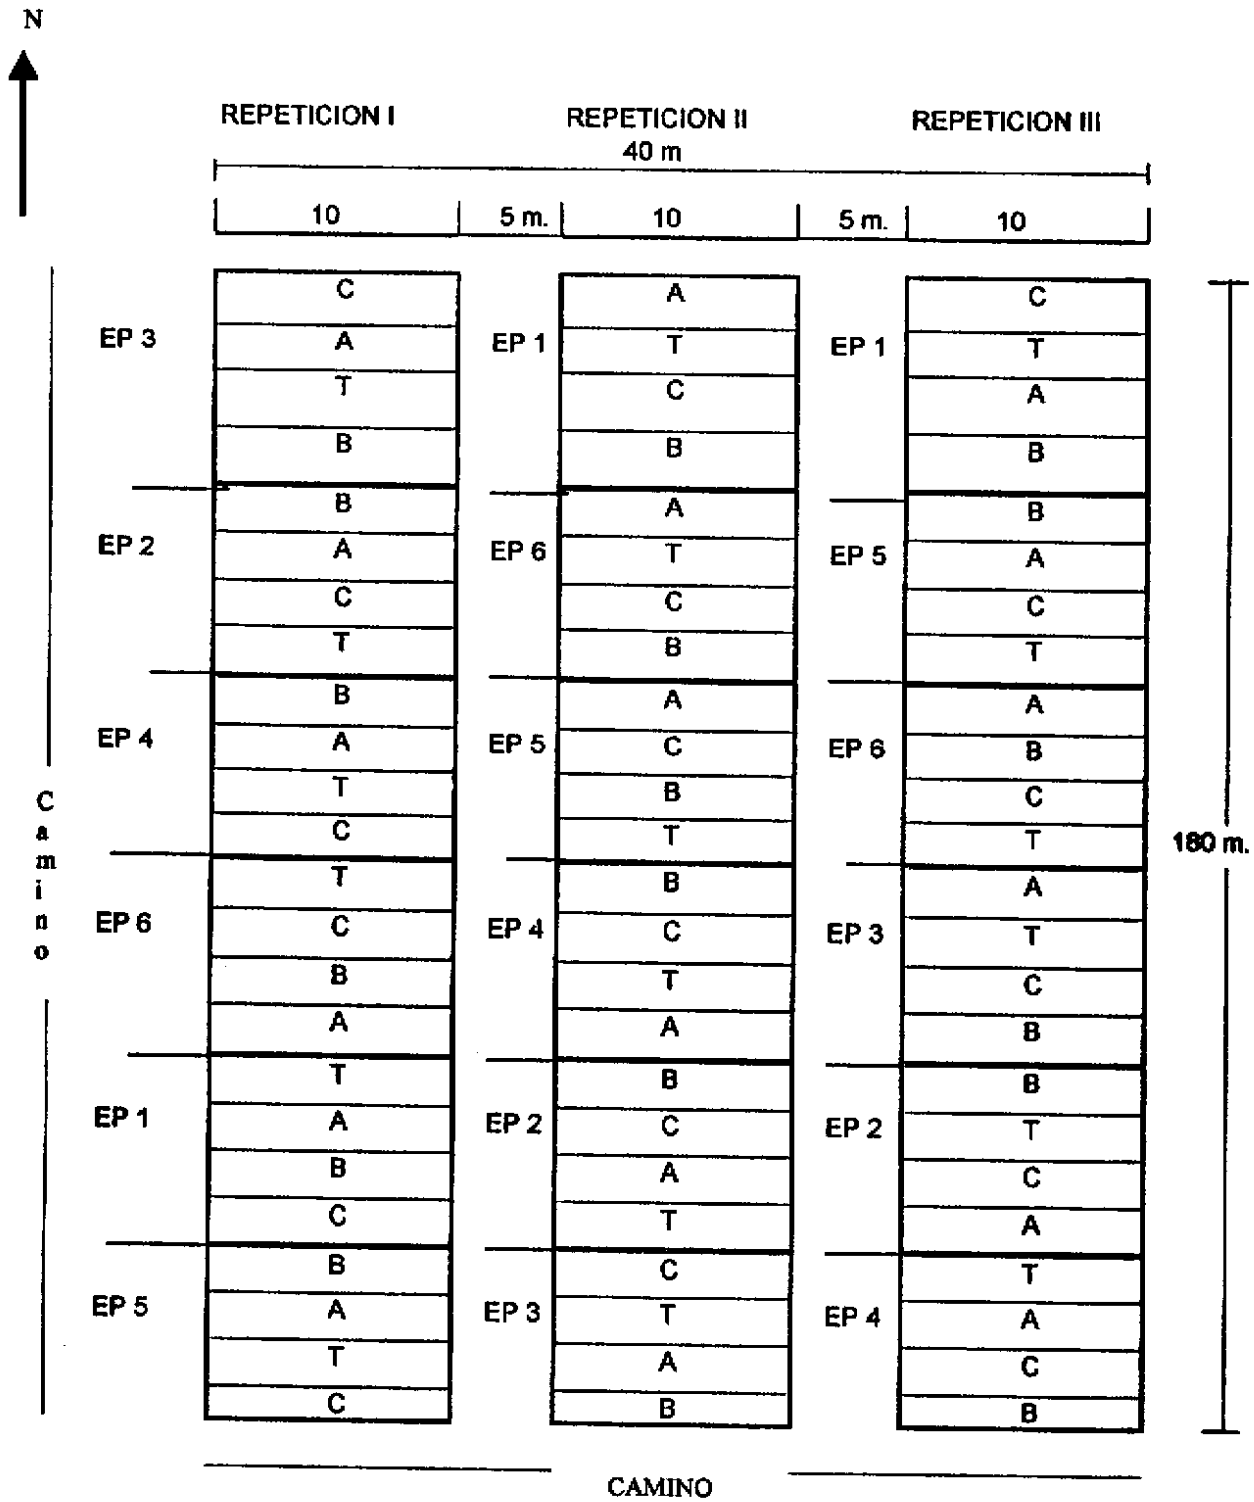 N
REPETICION I REPETICION II REPETICION III
40 m
10 5 m. 10 5 m. 10
C A C
EP 3 A EP 1 T EP 1 T
T C A
B B B
B A B
EP 2 A EP 6 T EP 5 A
C C C
T B T
B A A
EP 4 A EP 5 C EP 6 B
T B C
C T T
Camino
180 m.
T B A
EP 6 C EP 4 C EP 3 T
B T C
A A B
T B B
EP 1 A EP 2 C EP 2 T
B A C
C T A
B C T
EP 5 A EP 3 T EP 4 A
T A C
C B B
CAMINO